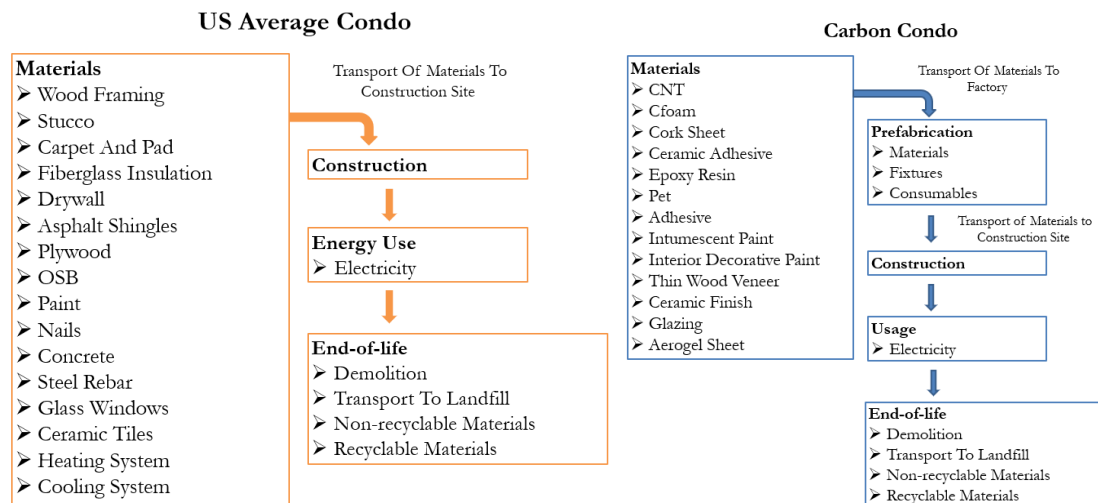 US Average Condo
Materials
➢ Wood Framing
➢ Stucco
➢ Carpet And Pad
➢ Fiberglass Insulation
➢ Drywall
➢ Asphalt Shingles
➢ Plywood
➢ OSB
➢ Paint
➢ Nails
➢ Concrete
➢ Steel Rebar
➢ Glass Windows
➢ Ceramic Tiles
➢ Heating System
➢ Cooling System
Transport Of Materials To
Construction Site
Construction
Energy Use
➢ Electricity
End-of-life
➢ Demolition
➢ Transport To Landfill
➢ Non-recyclable Materials
➢ Recyclable Materials
Carbon Condo
Materials
➢ CNT
➢ Cfoam
➢ Cork Sheet
➢ Ceramic Adhesive
➢ Epoxy Resin
➢ Pet
➢ Adhesive
➢ Intumescent Paint
➢ Interior Decorative Paint
➢ Thin Wood Veneer
➢ Ceramic Finish
➢ Glazing
➢ Aerogel Sheet
Transport Of Materials To
Factory
Prefabrication
➢ Materials
➢ Fixtures
➢ Consumables
Transport of Materials to
Construction Site
Construction
Usage
➢ Electricity
End-of-life
➢ Demolition
➢ Transport To Landfill
➢ Non-recyclable Materials
➢ Recyclable Materials